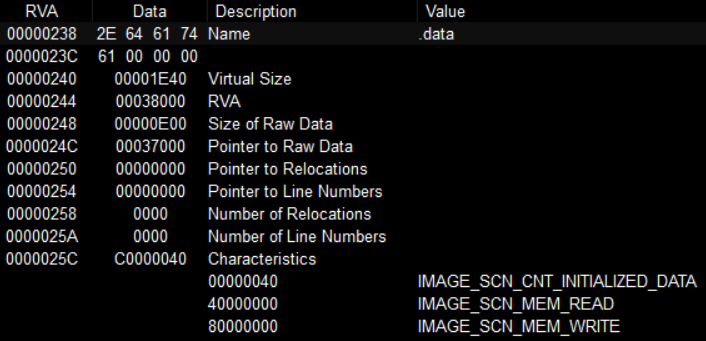 RVA Data Description Value
00000238 2E 64 61 74 Name .data
0000023C 61 00 00 00
00000240 00001E40 Virtual Size
00000244 00038000 RVA
00000248 00000E00 Size of Raw Data
0000024C 00037000 Pointer to Raw Data
00000250 00000000 Pointer to Relocations
00000254 00000000 Pointer to Line Numbers
00000258 0000 Number of Relocations
0000025A 0000 Number of Line Numbers
0000025C C0000040 Characteristics
00000040 IMAGE_SCN_CNT_INITIALIZED_DATA
40000000 IMAGE_SCN_MEM_READ
80000000 IMAGE_SCN_MEM_WRITE